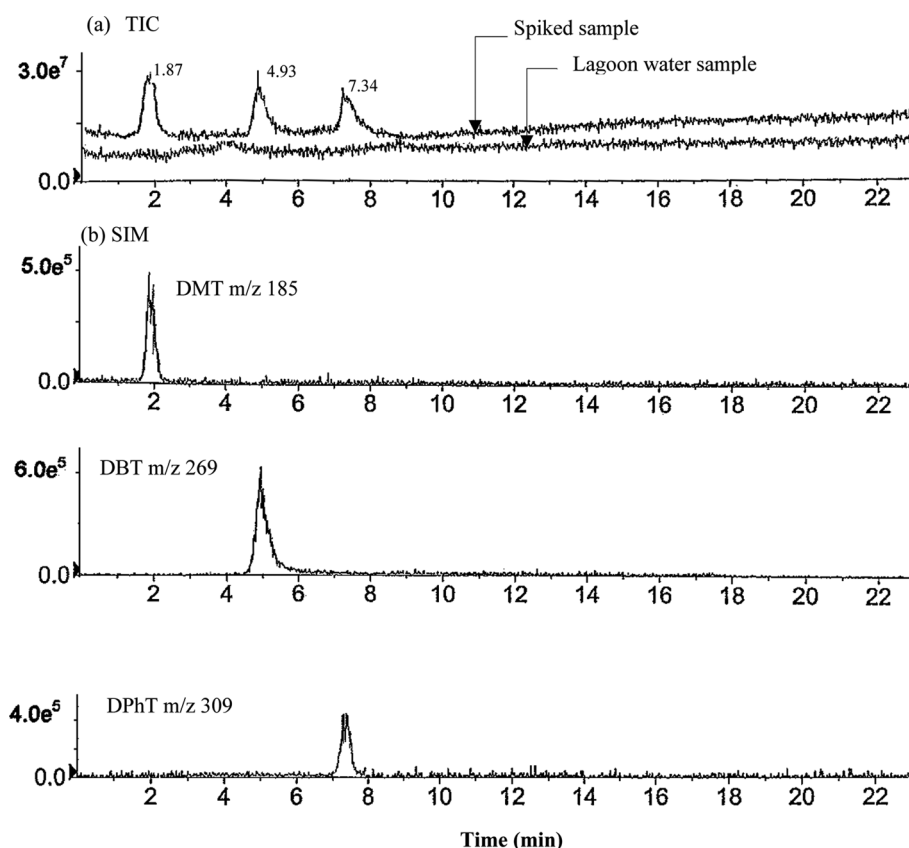 (a) TIC
Spiked sample
Lagoon water sample
3.0e7
1.87
4.93
7.34
0.0
2 4 6 8 10 12 14 16 18 20 22
(b) SIM
5.0e5
DMT m/z 185
0.0
2 4 6 8 10 12 14 16 18 20 22
DBT m/z 269
6.0e5
0.0
2 4 6 8 10 12 14 16 18 20 22
DPhT m/z 309
4.0e5
0.0
2 4 6 8 10 12 14 16 18 20 22
Time (min)